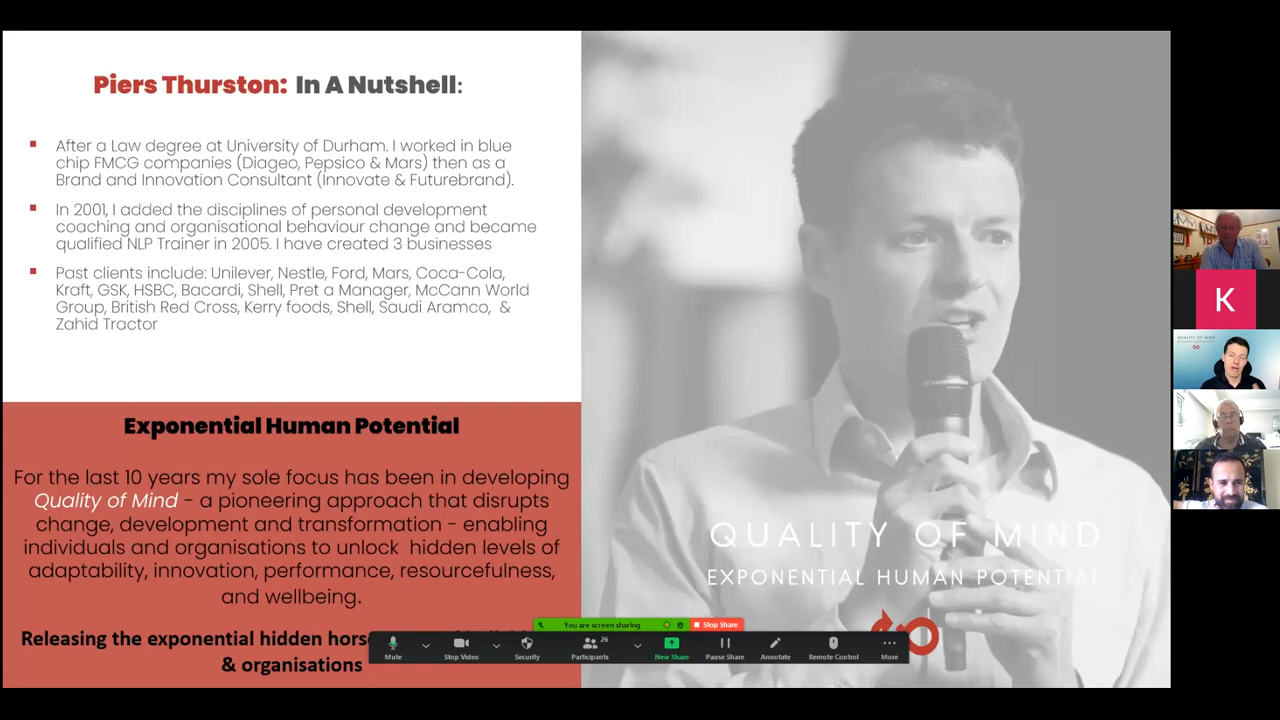 Piers Thurston: In A Nutshell:
After a Law degree at University of Durham. I worked in blue
chip FMCG companies (Diageo, Pepsico & Mars) then as a
Brand and Innovation Consultant (Innovate & Futurebrand).
In 2001, I added the disciplines of personal development
coaching and organisational behaviour change and became
qualified NLP Trainer in 2005. I have created 3 businesses
Past clients include: Unilever, Nestle, Ford, Mars, Coca-Cola,
Kraft, GSK, HSBC, Bacardi, Shell, Pret a Manager, McCann World
Group, British Red Cross, Kerry foods, Shell, Saudi Aramco, &
Zahid Tractor
Exponential Human Potential
For the last 10 years my sole focus has been in developing
Quality of Mind - a pioneering approach that disrupts
change, development and transformation - enabling
individuals and organisations to unlock hidden levels of
adaptability, innovation, performance, resourcefulness,
and wellbeing.
Releasing the exponential hidden
& organisations
QUALITY OF MIND
EXPONENTIAL HUMAN POTENTIAL
You are screen sharing
Stop Share
Mute
Stop Video
Security
Participants
26
New Share
Pause Share
Annotate
Remote Control
More
K
QUALITY OF MIND